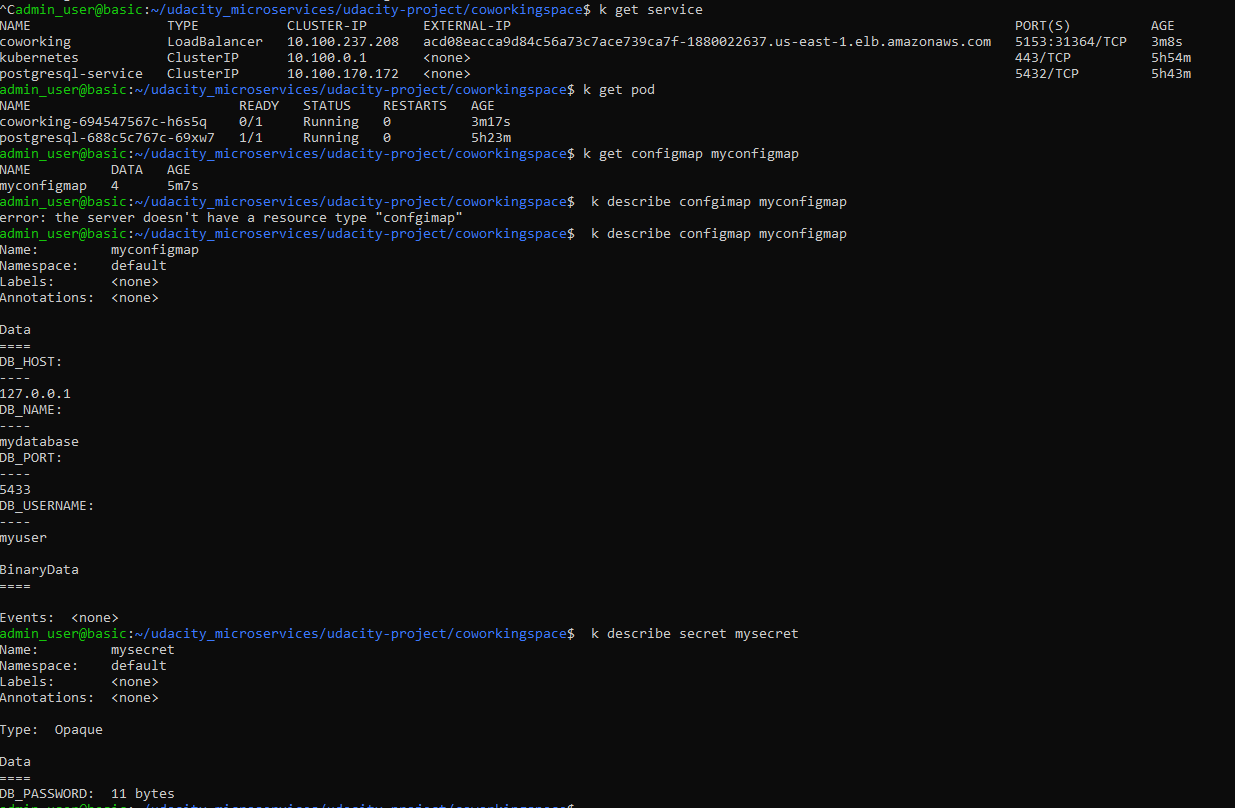 ^Cadmin_user@basic:~/udacity_microservices/udacity-project/coworkingspace$ k get service
NAME                 TYPE           CLUSTER-IP       EXTERNAL-IP                                                              PORT(S)          AGE
coworking            LoadBalancer   10.100.237.208   acd08eacca9d84c56a73c7ace739ca7f-1880022637.us-east-1.elb.amazonaws.com   5153:31364/TCP   3m8s
kubernetes           ClusterIP      10.100.0.1       <none>                                                                   443/TCP          5h54m
postgresql-service   ClusterIP      10.100.170.172   <none>                                                                   5432/TCP         5h43m
admin_user@basic:~/udacity_microservices/udacity-project/coworkingspace$ k get pod
NAME                          READY   STATUS    RESTARTS   AGE
coworking-694547567c-h6s5q    0/1     Running   0          3m17s
postgresql-688c5c767c-69xw7   1/1     Running   0          5h23m
admin_user@basic:~/udacity_microservices/udacity-project/coworkingspace$ k get configmap myconfigmap
NAME          DATA   AGE
myconfigmap   4      5m7s
admin_user@basic:~/udacity_microservices/udacity-project/coworkingspace$  k describe confgimap myconfigmap
error: the server doesn't have a resource type "confgimap"
admin_user@basic:~/udacity_microservices/udacity-project/coworkingspace$  k describe configmap myconfigmap
Name:         myconfigmap
Namespace:    default
Labels:       <none>
Annotations:  <none>
Data
====
DB_HOST:
----
127.0.0.1
DB_NAME:
----
mydatabase
DB_PORT:
----
5433
DB_USERNAME:
----
myuser
BinaryData
====
Events:  <none>
admin_user@basic:~/udacity_microservices/udacity-project/coworkingspace$  k describe secret mysecret
Name:         mysecret
Namespace:    default
Labels:       <none>
Annotations:  <none>
Type:  Opaque
Data
====
DB_PASSWORD:  11 bytes
admin_user@basic:~/udacity_microservices/udacity-project/coworkingspace$